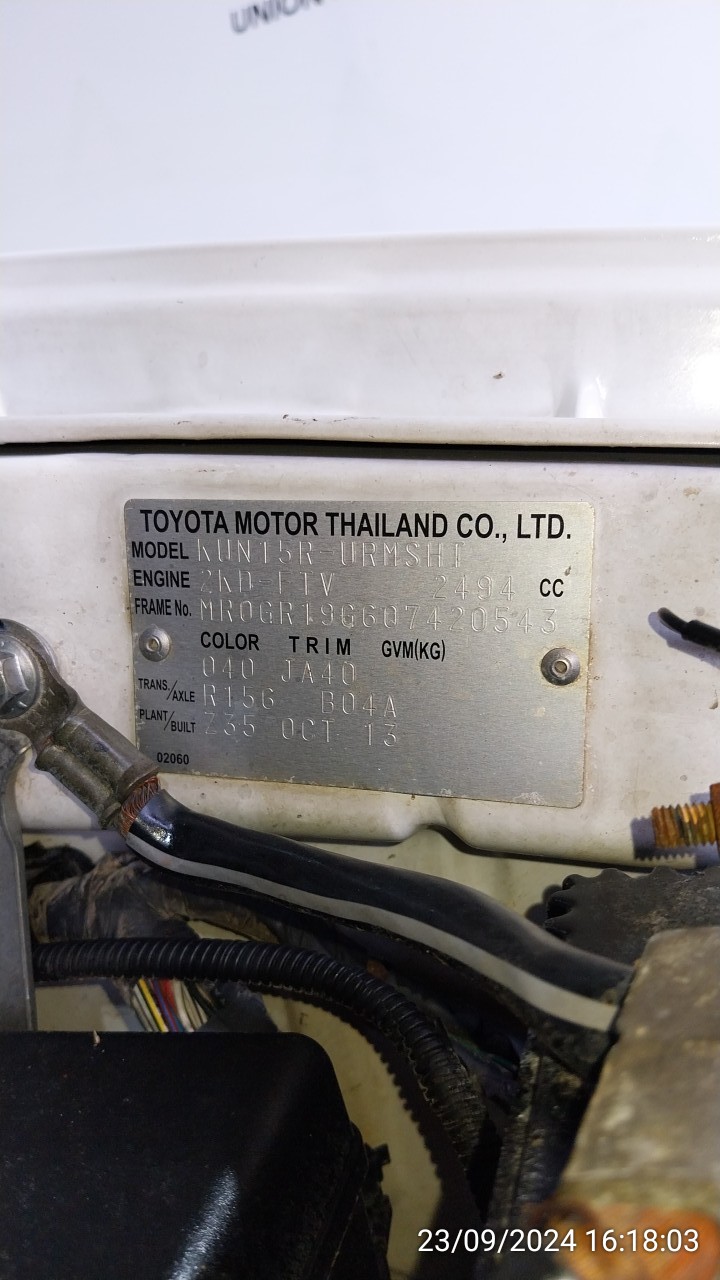 UNION
TOYOTA MOTOR THAILAND CO., LTD.
MODEL KUN15R-URMSHT
ENGINE 2KD-FTV 2494 CC
FRAME No. MR0GR19G607420543
COLOR TRIM GVM(KG)
040 JA40
TRANS./AXLE R156 B04A
PLANT/BUILT Z35 OCT 13
02060
23/09/2024 16:18:03